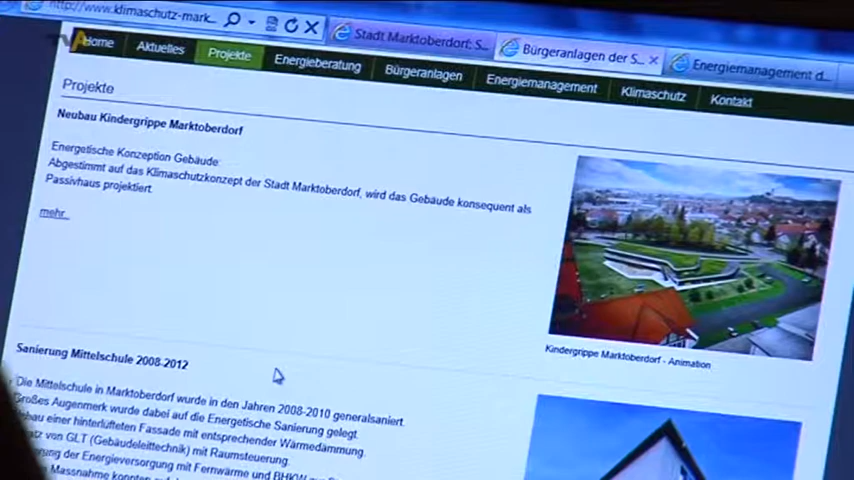 http://www.klimaschutz-mark...
Stadt Marktoberdorf: S...
Bürgeranlagen der S...
Energiemanagement d...
Home Aktuelles Projekte Energieberatung Bürgeranlagen Energiemanagement Klimaschutz Kontakt
Projekte
Neubau Kindergrippe Marktoberdorf
Energetische Konzeption Gebäude:
Abgestimmt auf das Klimaschutzkonzept der Stadt Marktoberdorf, wird das Gebäude konsequent als
Passivhaus projektiert.
mehr...
Kindergrippe Marktoberdorf - Animation
Sanierung Mittelschule 2008-2012
Die Mittelschule in Marktoberdorf wurde in den Jahren 2008-2010 generalsaniert.
Großes Augenmerk wurde dabei auf die Energetische Sanierung gelegt.
einer hinterlüfteten Fassade mit entsprechender Wärmedämmung.
von GLT (Gebäudeleittechnik) mit Raumsteuerung.
der Energieversorgung mit Fernwärme und BHKW
Massnahme konnten